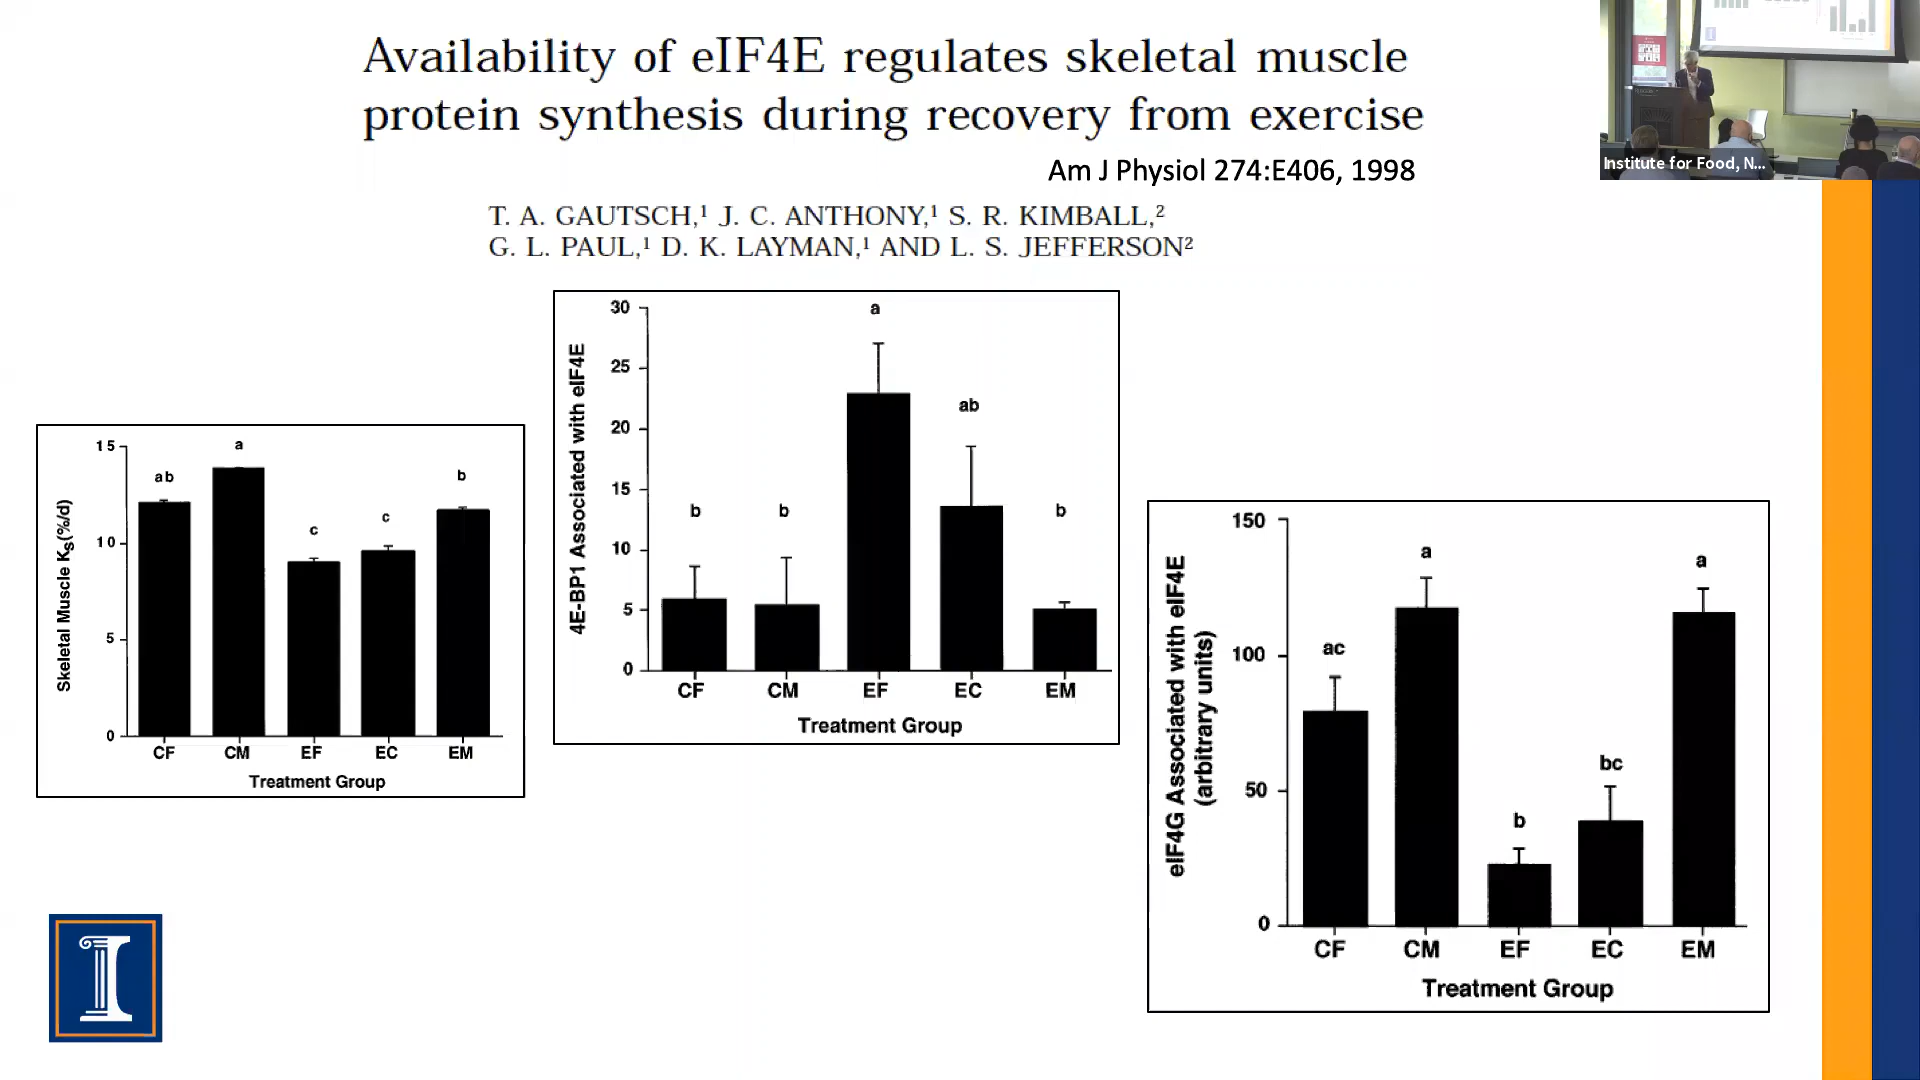 Availability of eIF4E regulates skeletal muscle
protein synthesis during recovery from exercise
Am J Physiol 274:E406, 1998
T. A. GAUTSCH,¹ J. C. ANTHONY,¹ S. R. KIMBALL,²
G. L. PAUL,¹ D. K. LAYMAN,¹ AND L. S. JEFFERSON²
Institute for Food, N...
Skeletal Muscle Ks(%/d)
15
10
5
0
ab
a
c
c
b
CF CM EF EC EM
Treatment Group
4E-BP1 Associated with eIF4E
30
25
20
15
10
5
0
b
b
a
ab
b
CF CM EF EC EM
Treatment Group
eIF4G Associated with eIF4E
(arbitrary units)
150
100
50
0
ac
a
b
bc
a
CF CM EF EC EM
Treatment Group
I